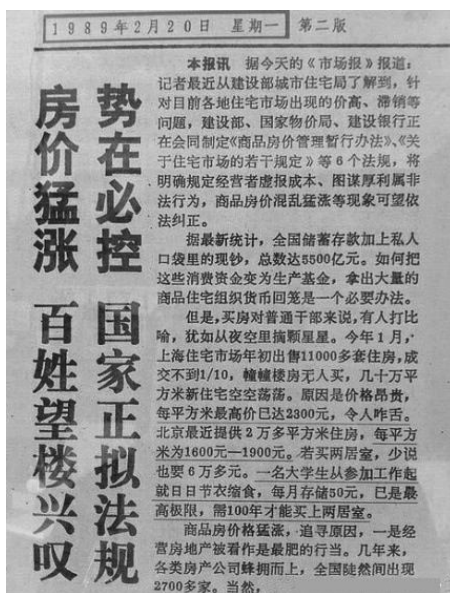 1989年2月20日 星期一 第二版
房价猛涨 百姓望楼兴叹
势在必控 国家正拟法规
本报讯 据今天的《市场报》报道：
记者最近从建设部城市住宅局了解到，针
对目前各地住宅市场出现的价高、滞销等
问题，建设部、国家物价局、建设银行正
在会同制定《商品房价管理暂行办法》、《关
于住宅市场的若干规定》等6个法规，将
明确规定经营者虚报成本、图谋厚利属非
法行为，商品房价混乱猛涨等现象可望依
法纠正。
据最新统计，全国储蓄存款加上私人
口袋里的现钞，总数达5500亿元。如何把
这些消费资金变为生产基金，拿出大量的
商品住宅组织货币回笼是一个必要办法。
但是，买房对普通干部来说，有人打比
喻，犹如从夜空里摘颗星星。今年1月，
上海住宅市场年初出售11000多套住房，成
交不到1/10，幢幢楼房无人买，几十万平
方米新住宅空空荡荡。原因是价格昂贵，
每平方米最高价已达2300元，令人咋舌。
北京最近提供2万多平方米住房，每平方
米为1600元—1900元。若买两居室，少说
也要6万多元。一名大学生从参加工作起
就日日节衣缩食，每月存储50元，已是最
高极限，需100年才能买上两居室。
商品房价格猛涨，追寻原因，一是经
营房地产被看作是最肥的行当。几年来，
各类房产公司蜂拥而上，全国陡然间出现
2700多家。当然，